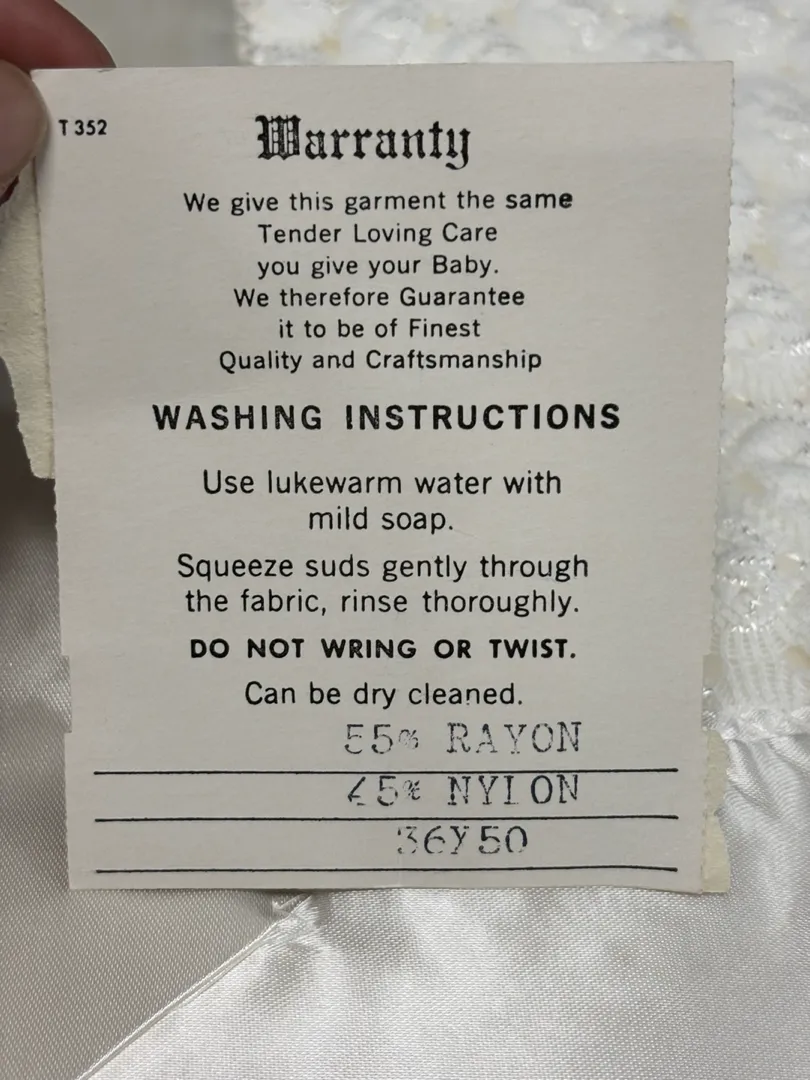 T 352
Warranty
We give this garment the same
Tender Loving Care
you give your Baby.
We therefore Guarantee
it to be of Finest
Quality and Craftsmanship
WASHING INSTRUCTIONS
Use lukewarm water with
mild soap.
Squeeze suds gently through
the fabric, rinse thoroughly.
DO NOT WRING OR TWIST.
Can be dry cleaned.
55% RAYON
45% NYLON
36Y50